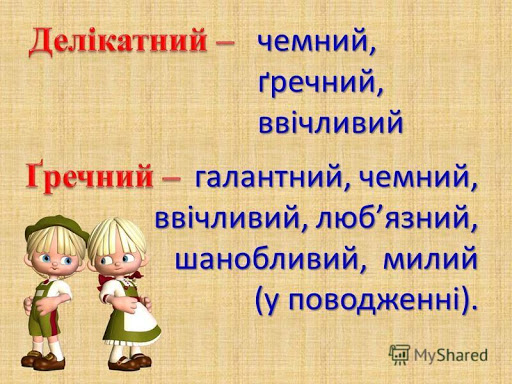 Делікатний – чемний,
ґречний,
ввічливий
Ґречний – галантний, чемний,
ввічливий, люб’язний,
шанобливий, милий
(у поводженні).
MyShared